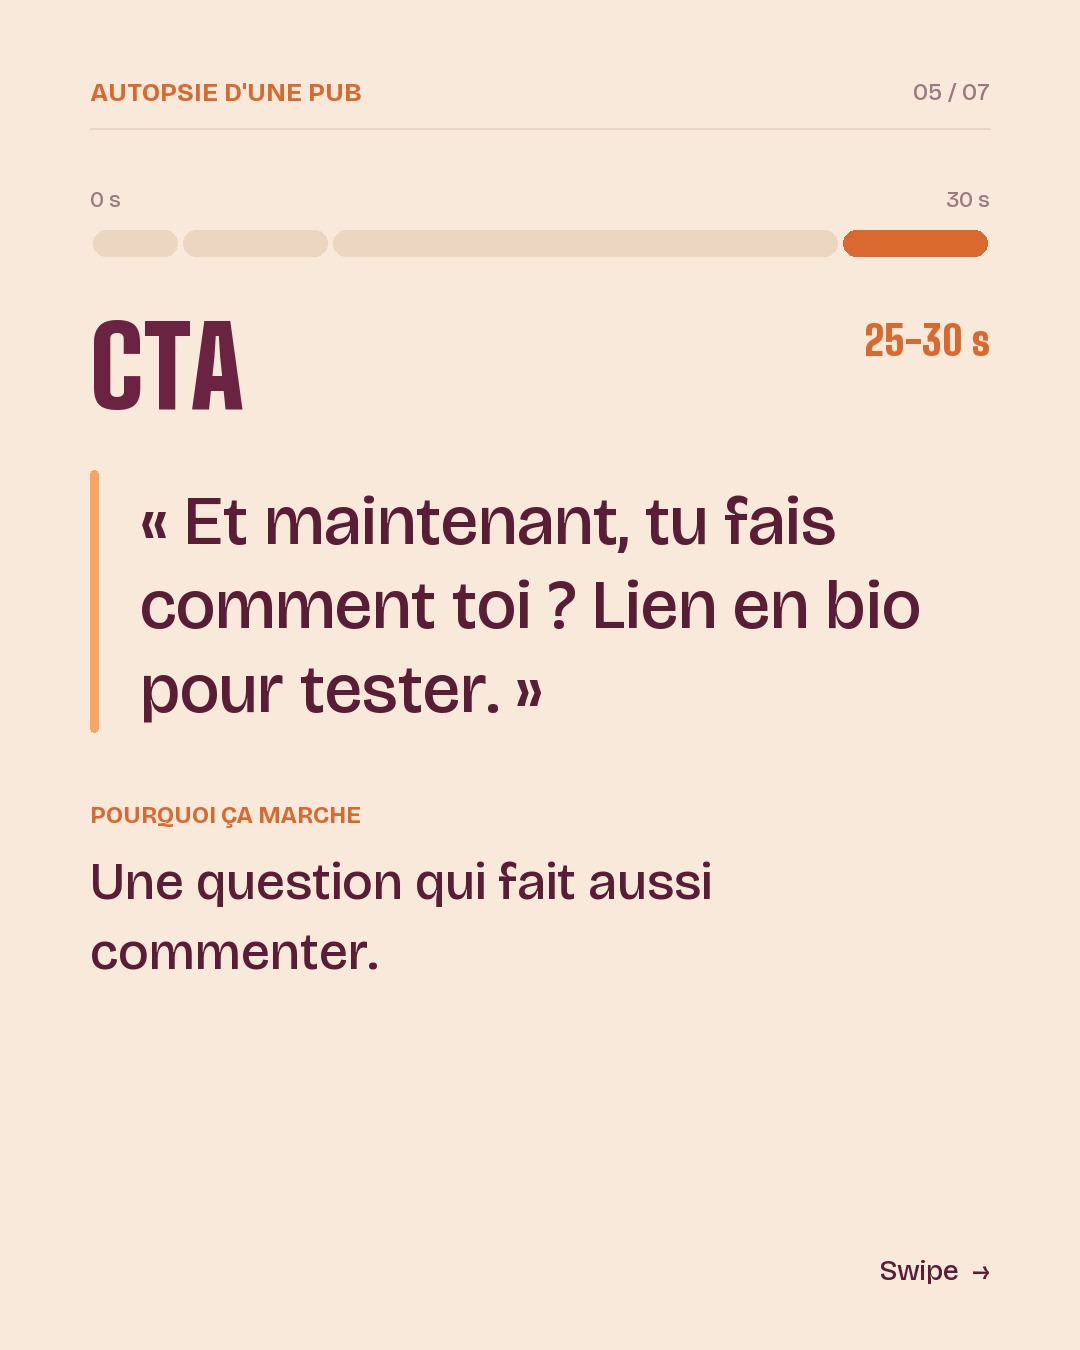 AUTOPSIE D'UNE PUB
05 / 07
0 s
30 s
CTA
25–30 s
« Et maintenant, tu fais
comment toi ? Lien en bio
pour tester. »
POURQUOI ÇA MARCHE
Une question qui fait aussi
commenter.
Swipe →